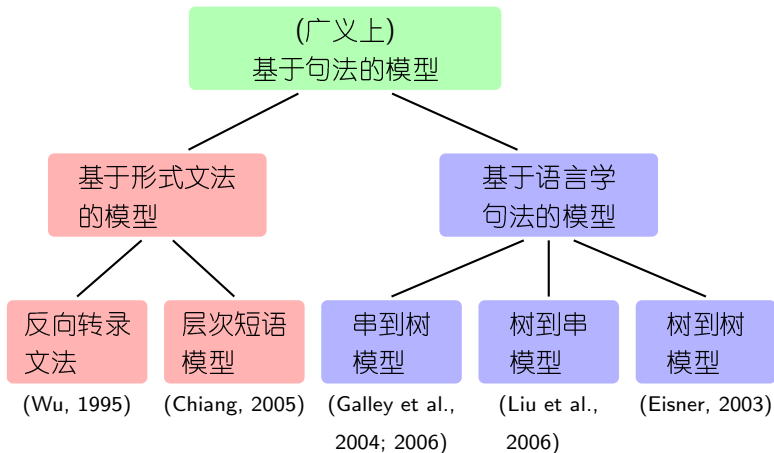 (广义上)
基于句法的模型
基于形式文法
的模型
基于语言学
句法的模型
反向转录
文法
(Wu, 1995)
层次短语
模型
(Chiang, 2005)
串到树
模型
(Galley et al.,
2004; 2006)
树到串
模型
(Liu et al.,
2006)
树到树
模型
(Eisner, 2003)